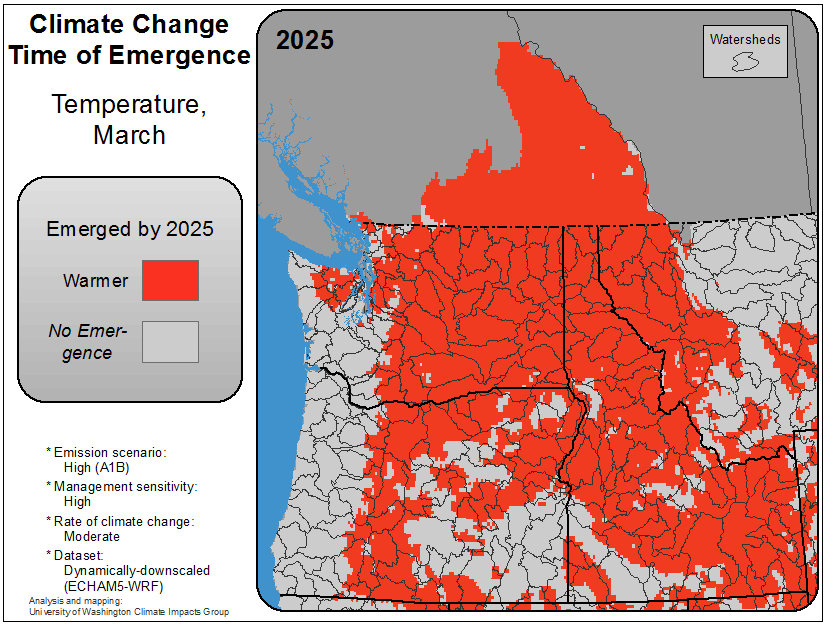 Climate Change
Time of Emergence
Temperature,
March
Emerged by 2025
Warmer
No Emer-
gence
* Emission scenario:
High (A1B)
* Management sensitivity:
High
* Rate of climate change:
Moderate
* Dataset:
Dynamically-downscaled
(ECHAM5-WRF)
Analysis and mapping:
University of Washington Climate Impacts Group
2025
Watersheds